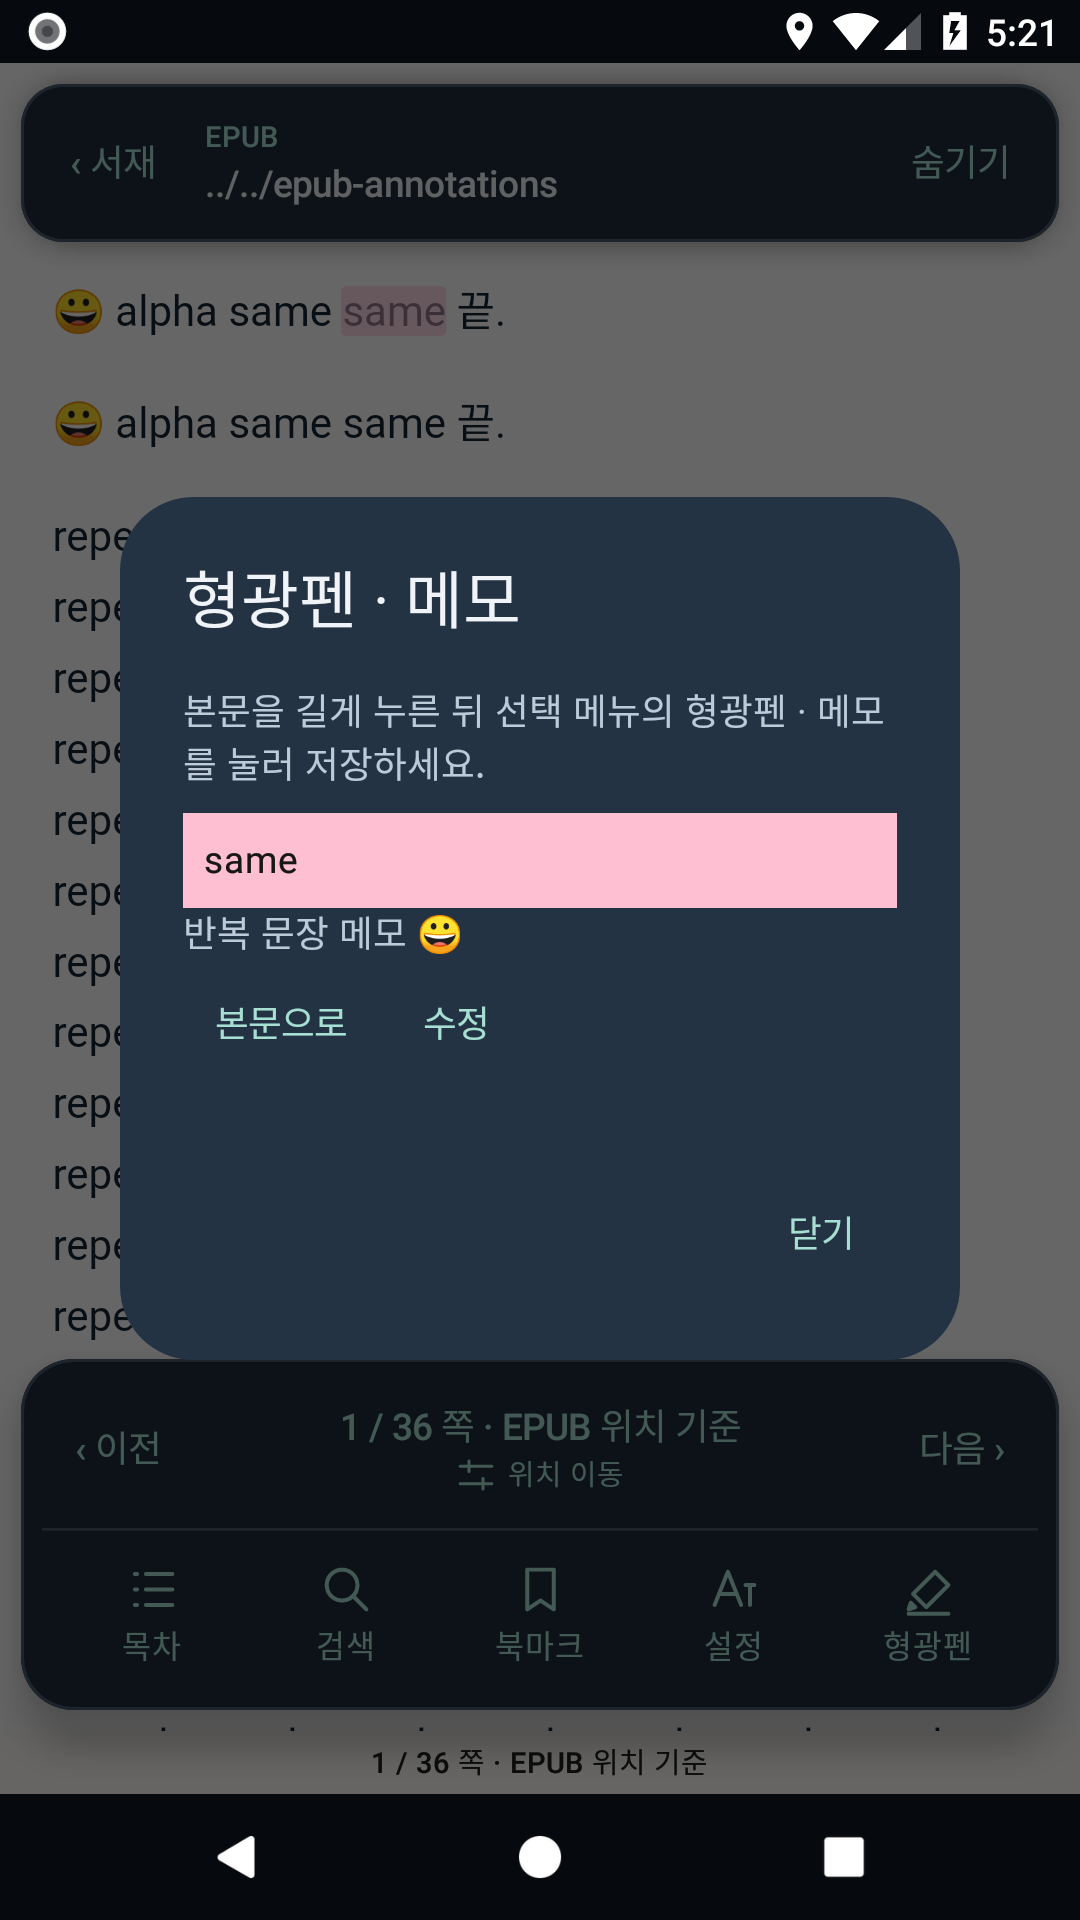 5:21
‹ 서재
EPUB
../../epub-annotations
숨기기
😀 alpha same same 끝.
😀 alpha same same 끝.
repe
repe
repe
repe
repe
repe
repe
repe
repe
repe
repe
repe
형광펜 · 메모
본문을 길게 누른 뒤 선택 메뉴의 형광펜 · 메모
를 눌러 저장하세요.
same
반복 문장 메모 😀
본문으로 수정
닫기
‹ 이전
1 / 36 쪽 · EPUB 위치 기준
위치 이동
다음 ›
목차 검색 북마크 설정 형광펜
1 / 36 쪽 · EPUB 위치 기준